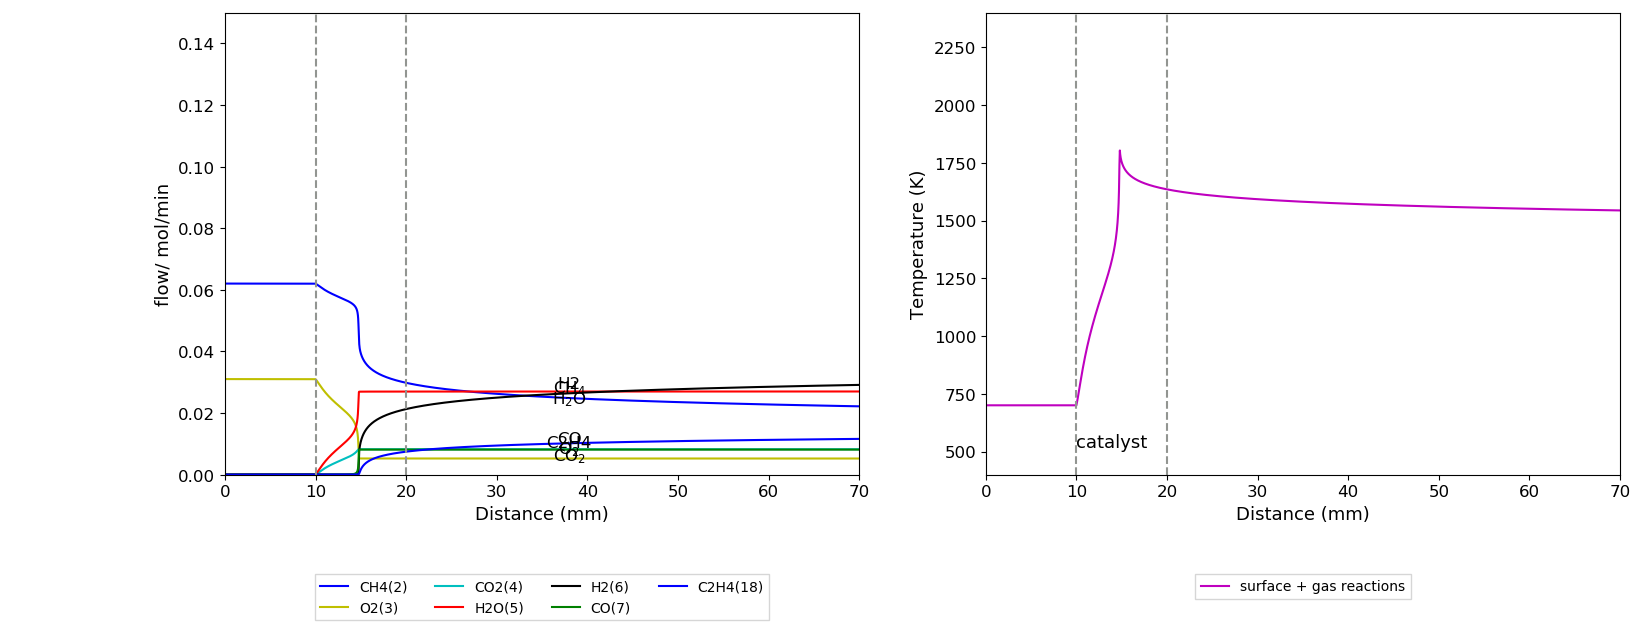 0.14
0.12
0.10
0.08
0.06
0.04
0.02
0.00
flow/ mol/min
H2
CH₄
H₂O
CO
C2H4
CO₂
0 10 20 30 40 50 60 70
Distance (mm)
CH4(2) CO2(4) H2(6) C2H4(18)
O2(3) H2O(5) CO(7)
2250
2000
1750
1500
1250
1000
750
500
Temperature (K)
catalyst
0 10 20 30 40 50 60 70
Distance (mm)
surface + gas reactions